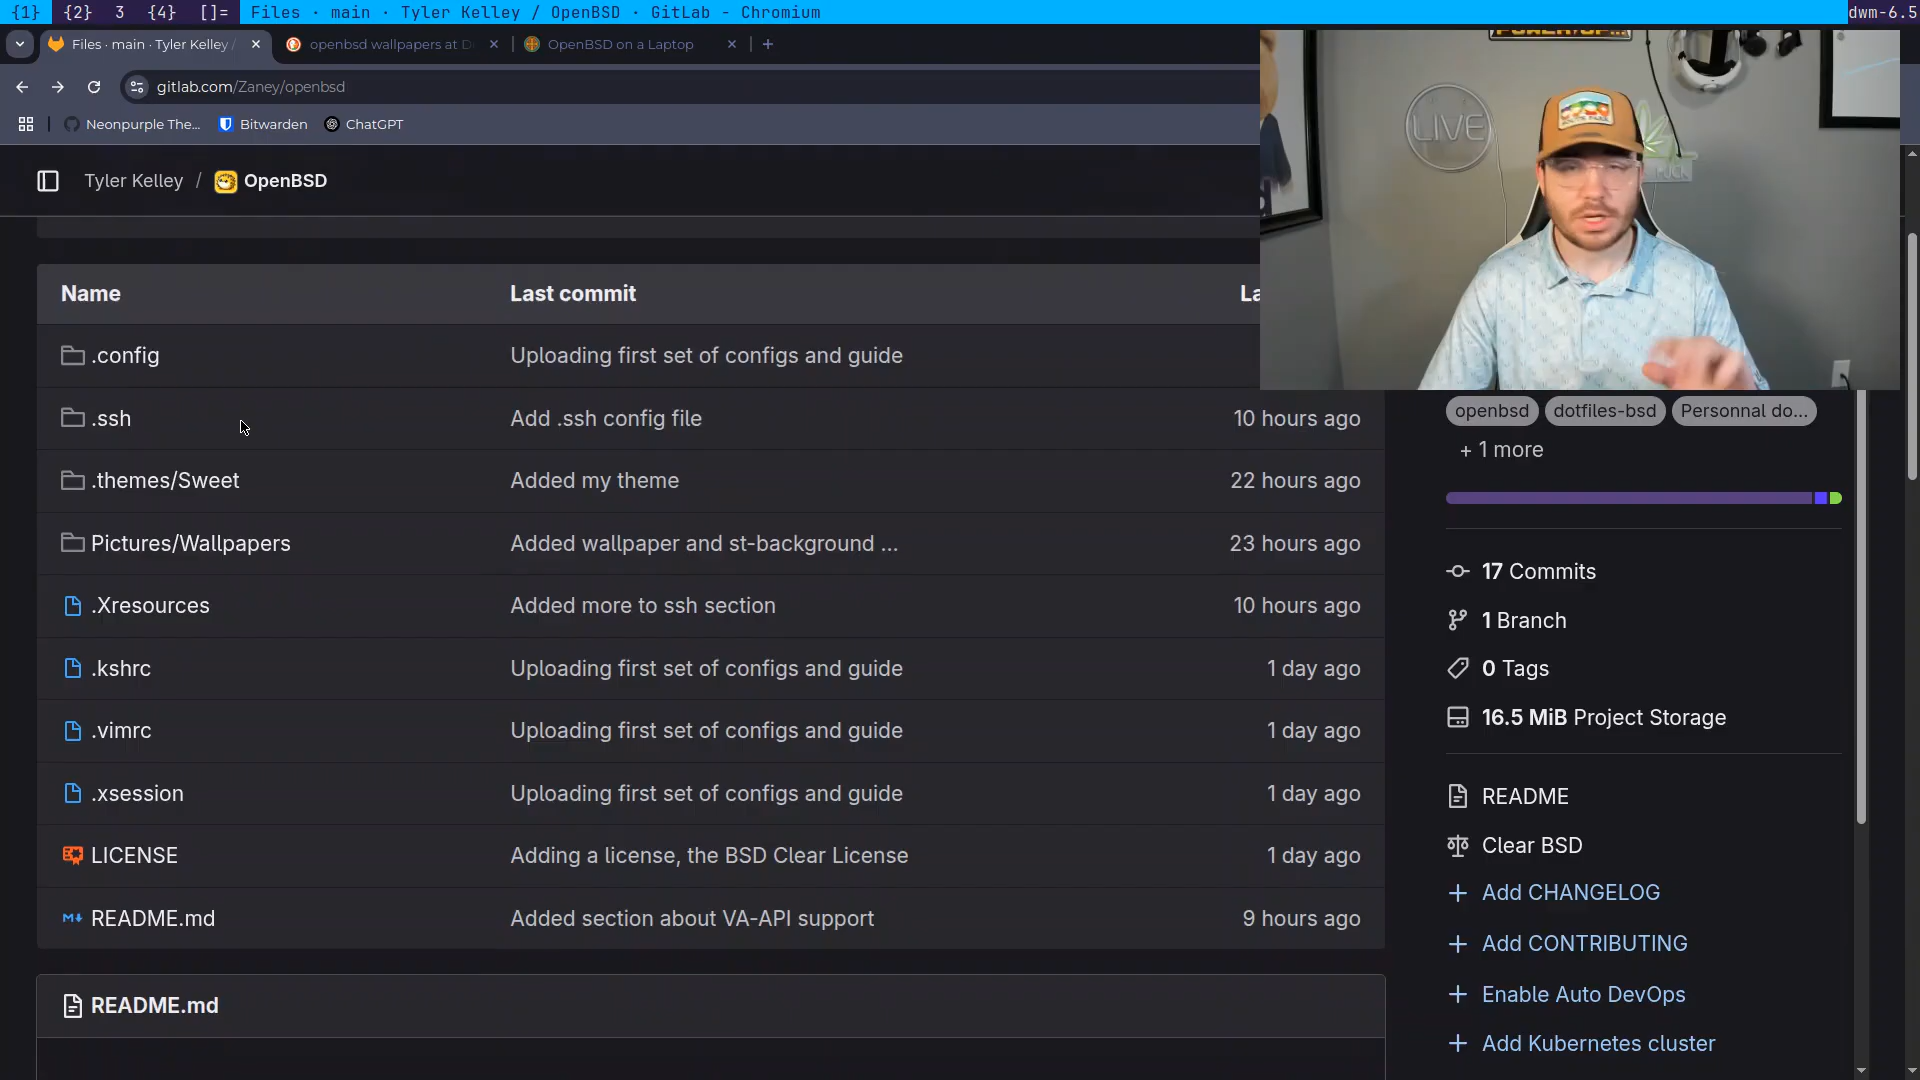 {1} {2} 3 {4} []= Files · main · Tyler Kelley / OpenBSD · GitLab - Chromium dwm-6.5
Files · main · Tyler Kelley / openbsd wallpapers at D OpenBSD on a Laptop
gitlab.com/Zaney/openbsd
Neonpurple The... Bitwarden ChatGPT
LIVE
Tyler Kelley / OpenBSD
Name Last commit La
.config Uploading first set of configs and guide
.ssh Add .ssh config file 10 hours ago
.themes/Sweet Added my theme 22 hours ago
Pictures/Wallpapers Added wallpaper and st-background ... 23 hours ago
.Xresources Added more to ssh section 10 hours ago
.kshrc Uploading first set of configs and guide 1 day ago
.vimrc Uploading first set of configs and guide 1 day ago
.xsession Uploading first set of configs and guide 1 day ago
LICENSE Adding a license, the BSD Clear License 1 day ago
README.md Added section about VA-API support 9 hours ago
README.md
openbsd dotfiles-bsd Personnal do...
+ 1 more
17 Commits
1 Branch
0 Tags
16.5 MiB Project Storage
README
Clear BSD
Add CHANGELOG
Add CONTRIBUTING
Enable Auto DevOps
Add Kubernetes cluster